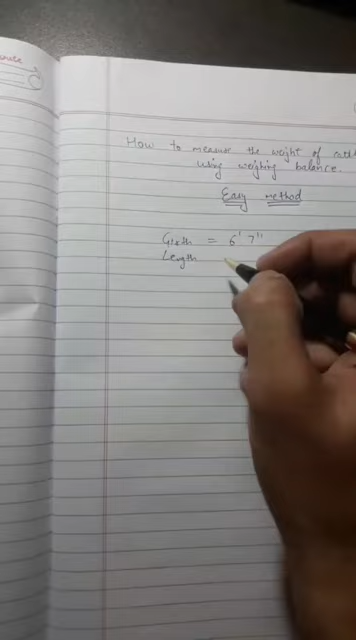 How to measure the weight of
using weighing balance.
Easy method
Girth = 6' 7"
Length